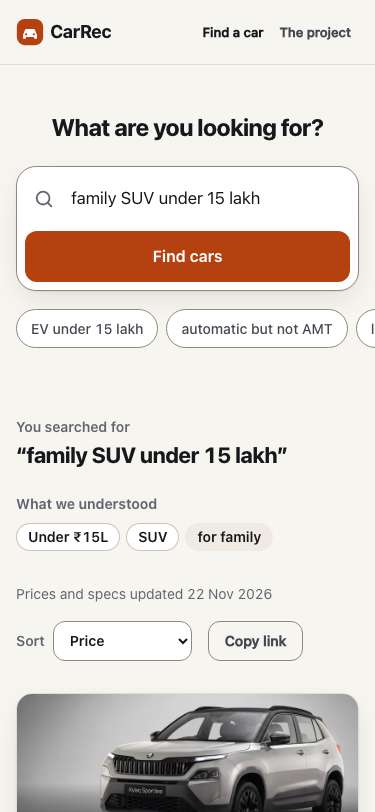 CarRec
Find a car
The project
What are you looking for?
family SUV under 15 lakh
Find cars
EV under 15 lakh
automatic but not AMT
You searched for
“family SUV under 15 lakh”
What we understood
Under ₹15L
SUV
for family
Prices and specs updated 22 Nov 2026
Sort
Price
Copy link
Kylaq Sportline